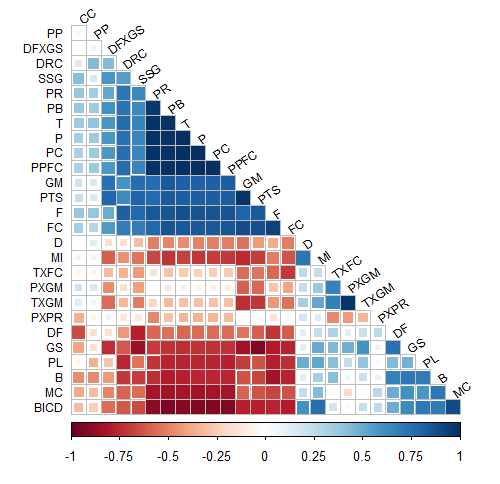 CC
PP PP
DFXGS DFXGS
DRC DRC
SSG SSG
PR PR
PB PB
T T
P P
PC PC
PPFC PPFC
GM GM
PTS PTS
F F
FC FC
D D
MI MI
TXFC TXFC
PXGM PXGM
TXGM TXGM
PXPR PXPR
DF DF
GS GS
PL PL
B B
MC MC
BICD
-1 -0.75 -0.5 -0.25 0 0.25 0.5 0.75 1